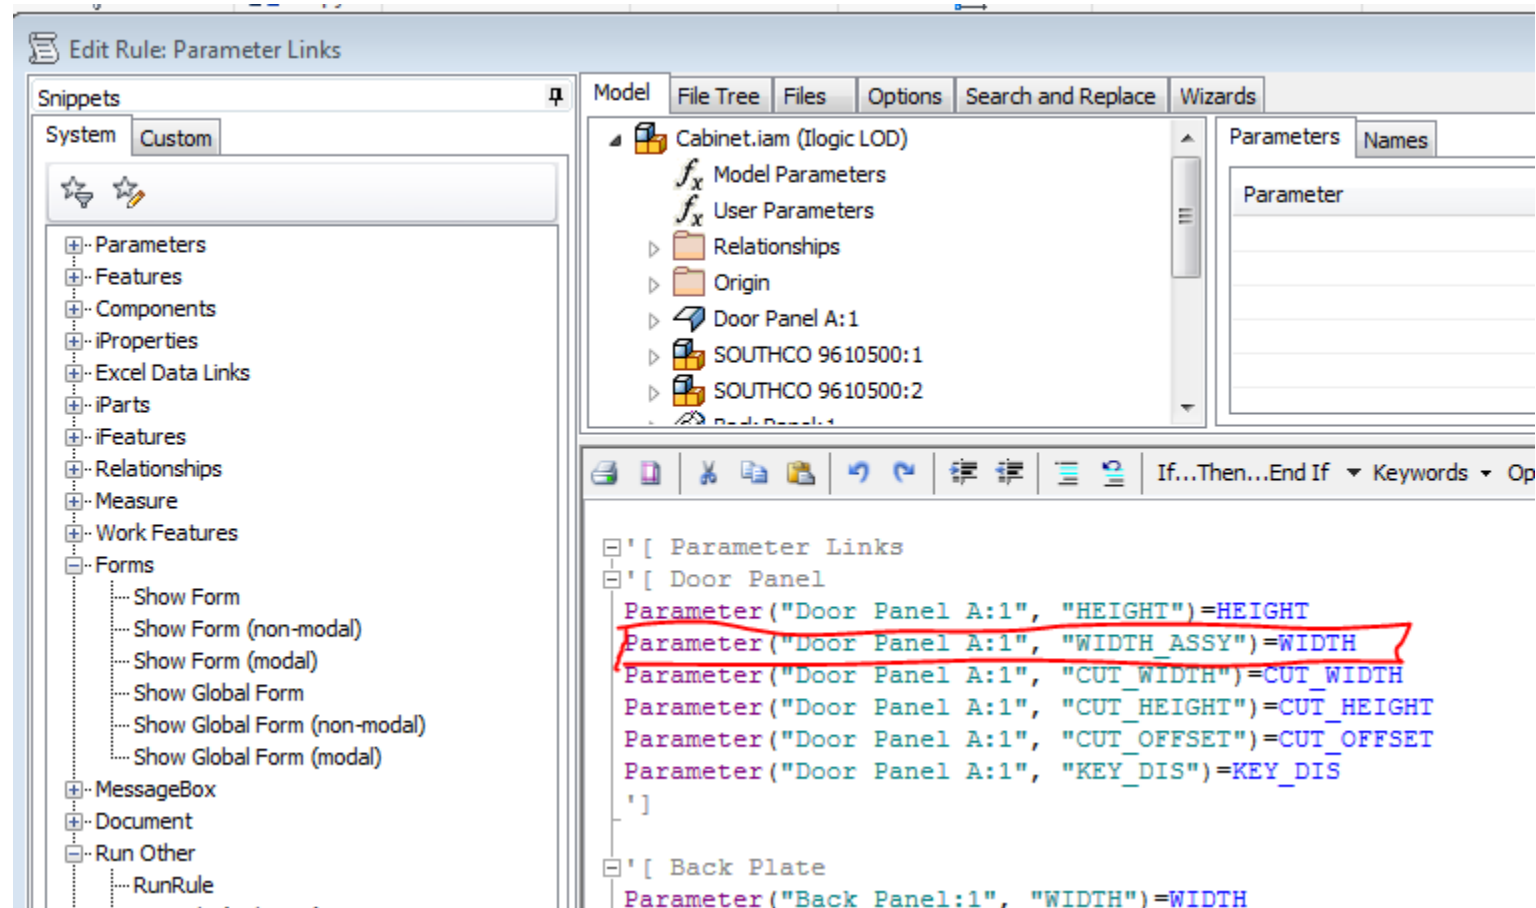 Edit Rule: Parameter Links
Snippets
System
Custom
Parameters
Features
Components
iProperties
Excel Data Links
iParts
iFeatures
Relationships
Measure
Work Features
Forms
Show Form
Show Form (non-modal)
Show Form (modal)
Show Global Form
Show Global Form (non-modal)
Show Global Form (modal)
MessageBox
Document
Run Other
RunRule
Model
File Tree
Files
Options
Search and Replace
Wizards
Cabinet.iam (Ilogic LOD)
Model Parameters
User Parameters
Relationships
Origin
Door Panel A:1
SOUTHCO 9610500:1
SOUTHCO 9610500:2
Back Panel:1
Parameters
Names
Parameter
If...Then...End If
Keywords
Op
'[ Parameter Links
'[ Door Panel
Parameter("Door Panel A:1", "HEIGHT")=HEIGHT
Parameter("Door Panel A:1", "WIDTH_ASSY")=WIDTH
Parameter("Door Panel A:1", "CUT_WIDTH")=CUT_WIDTH
Parameter("Door Panel A:1", "CUT_HEIGHT")=CUT_HEIGHT
Parameter("Door Panel A:1", "CUT_OFFSET")=CUT_OFFSET
Parameter("Door Panel A:1", "KEY_DIS")=KEY_DIS
']
'[ Back Plate
Parameter("Back Panel:1", "WIDTH")=WIDTH